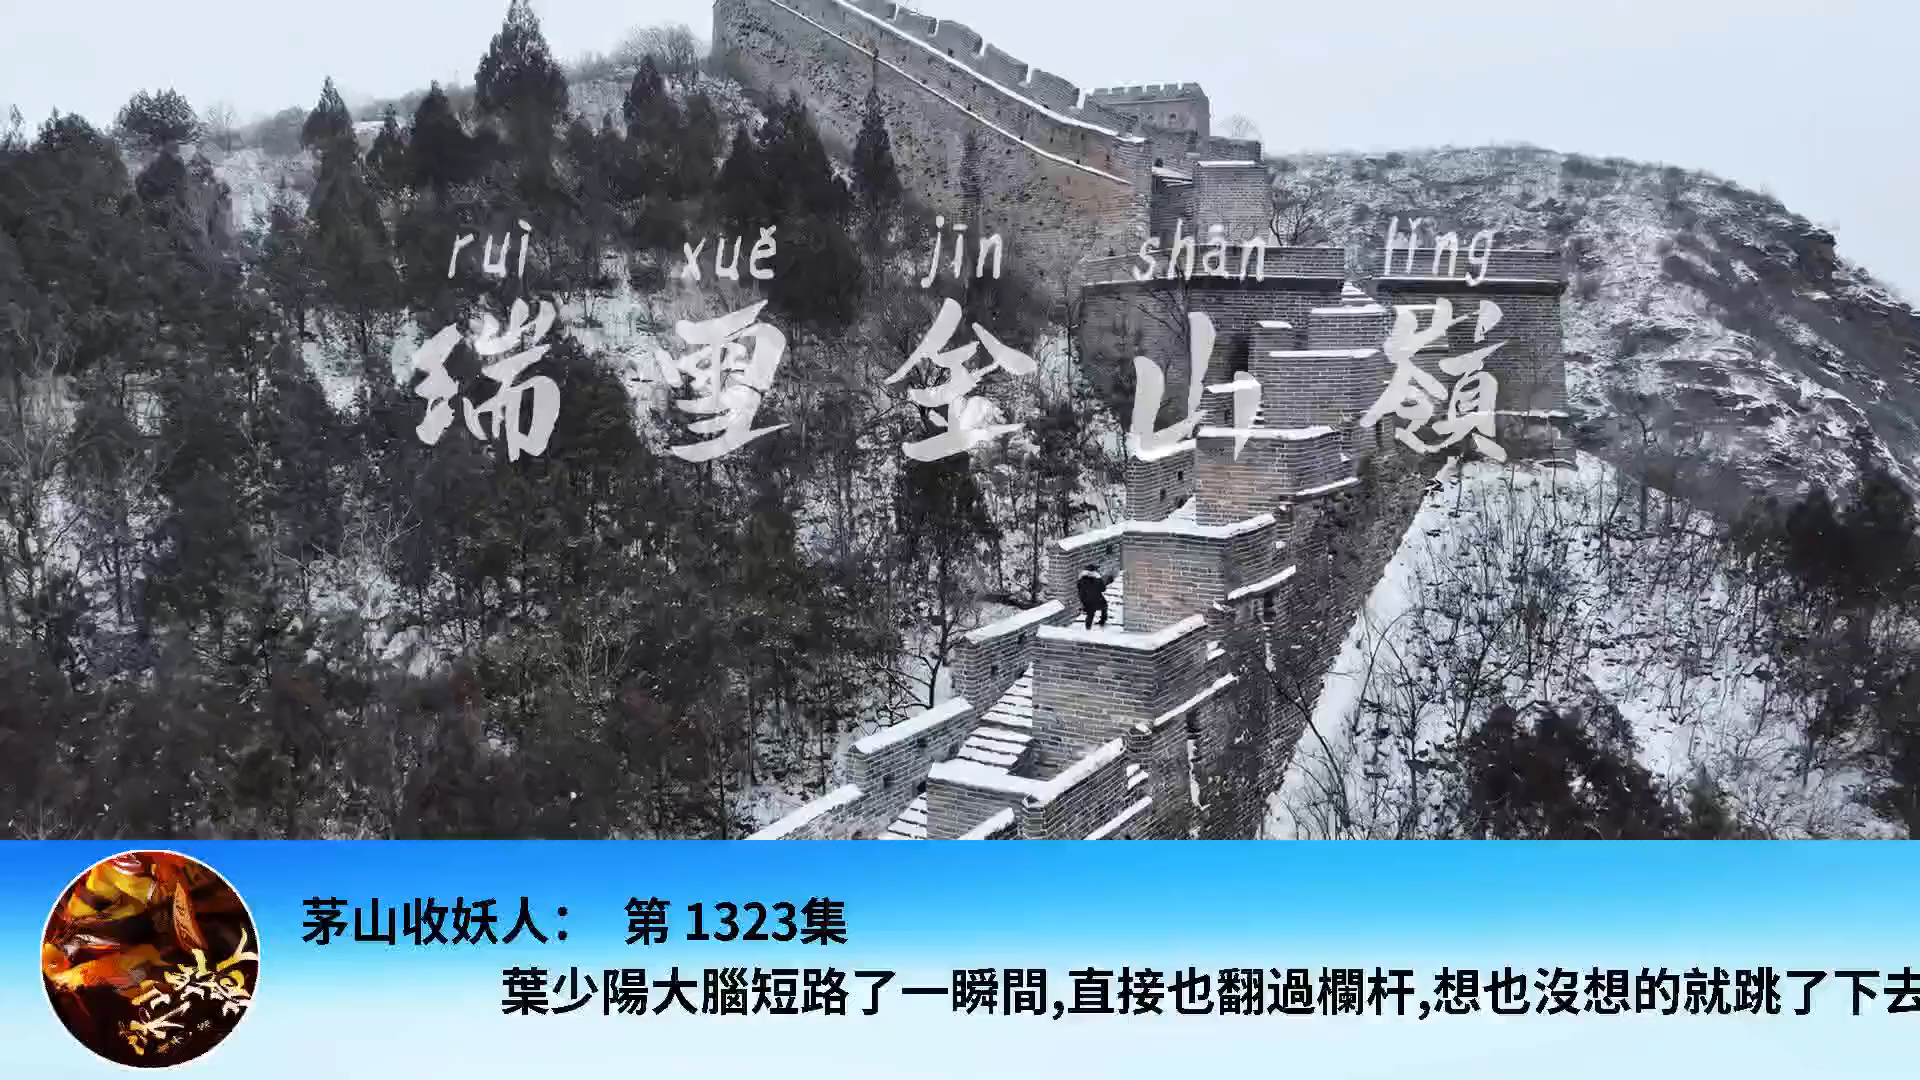 ruì xuě jīn shān lǐng
瑞雪金山嶺
茅山收妖人： 第 1323集
葉少陽大腦短路了一瞬間,直接也翻過欄杆,想也沒想的就跳了下去